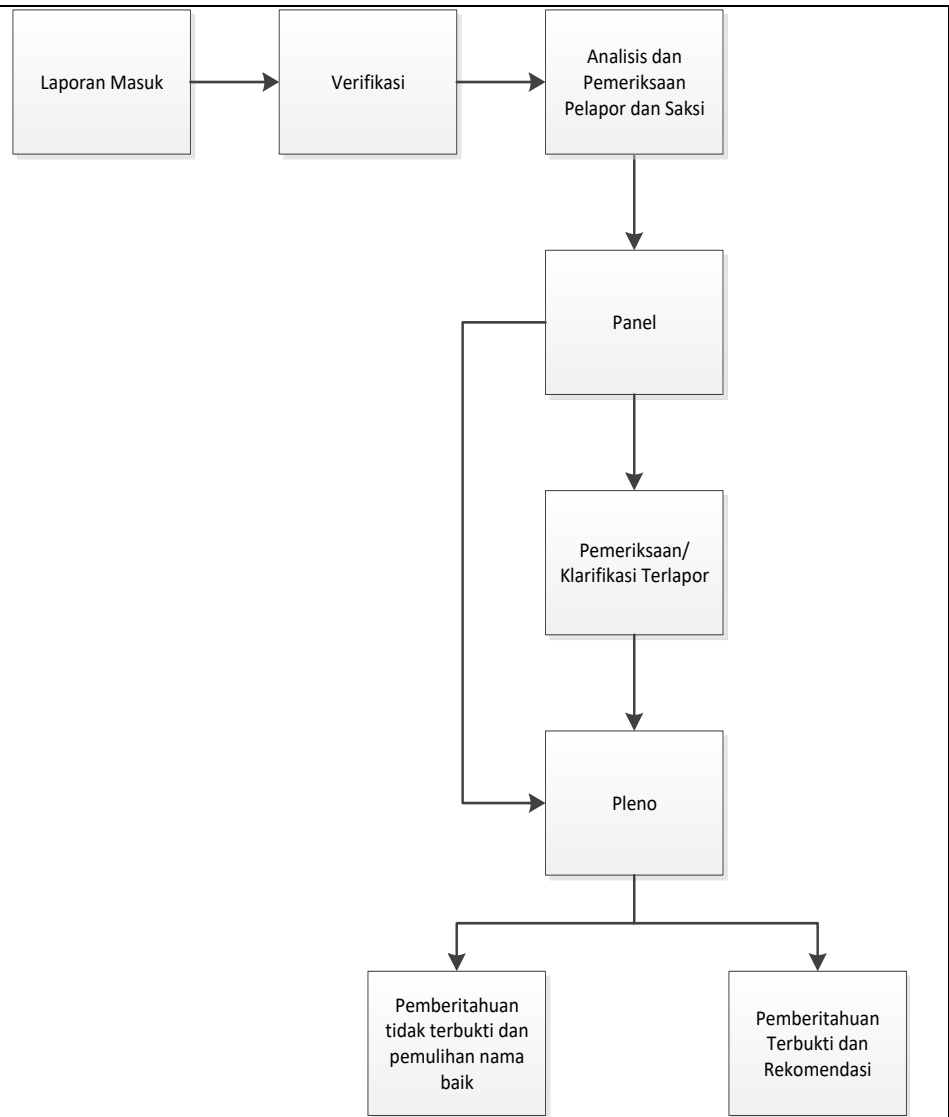 Laporan Masuk
Verifikasi
Analisis dan
Pemeriksaan
Pelapor dan Saksi
Panel
Pemeriksaan/
Klarifikasi Terlapor
Pleno
Pemberitahuan
tidak terbukti dan
pemulihan nama
baik
Pemberitahuan
Terbukti dan
Rekomendasi